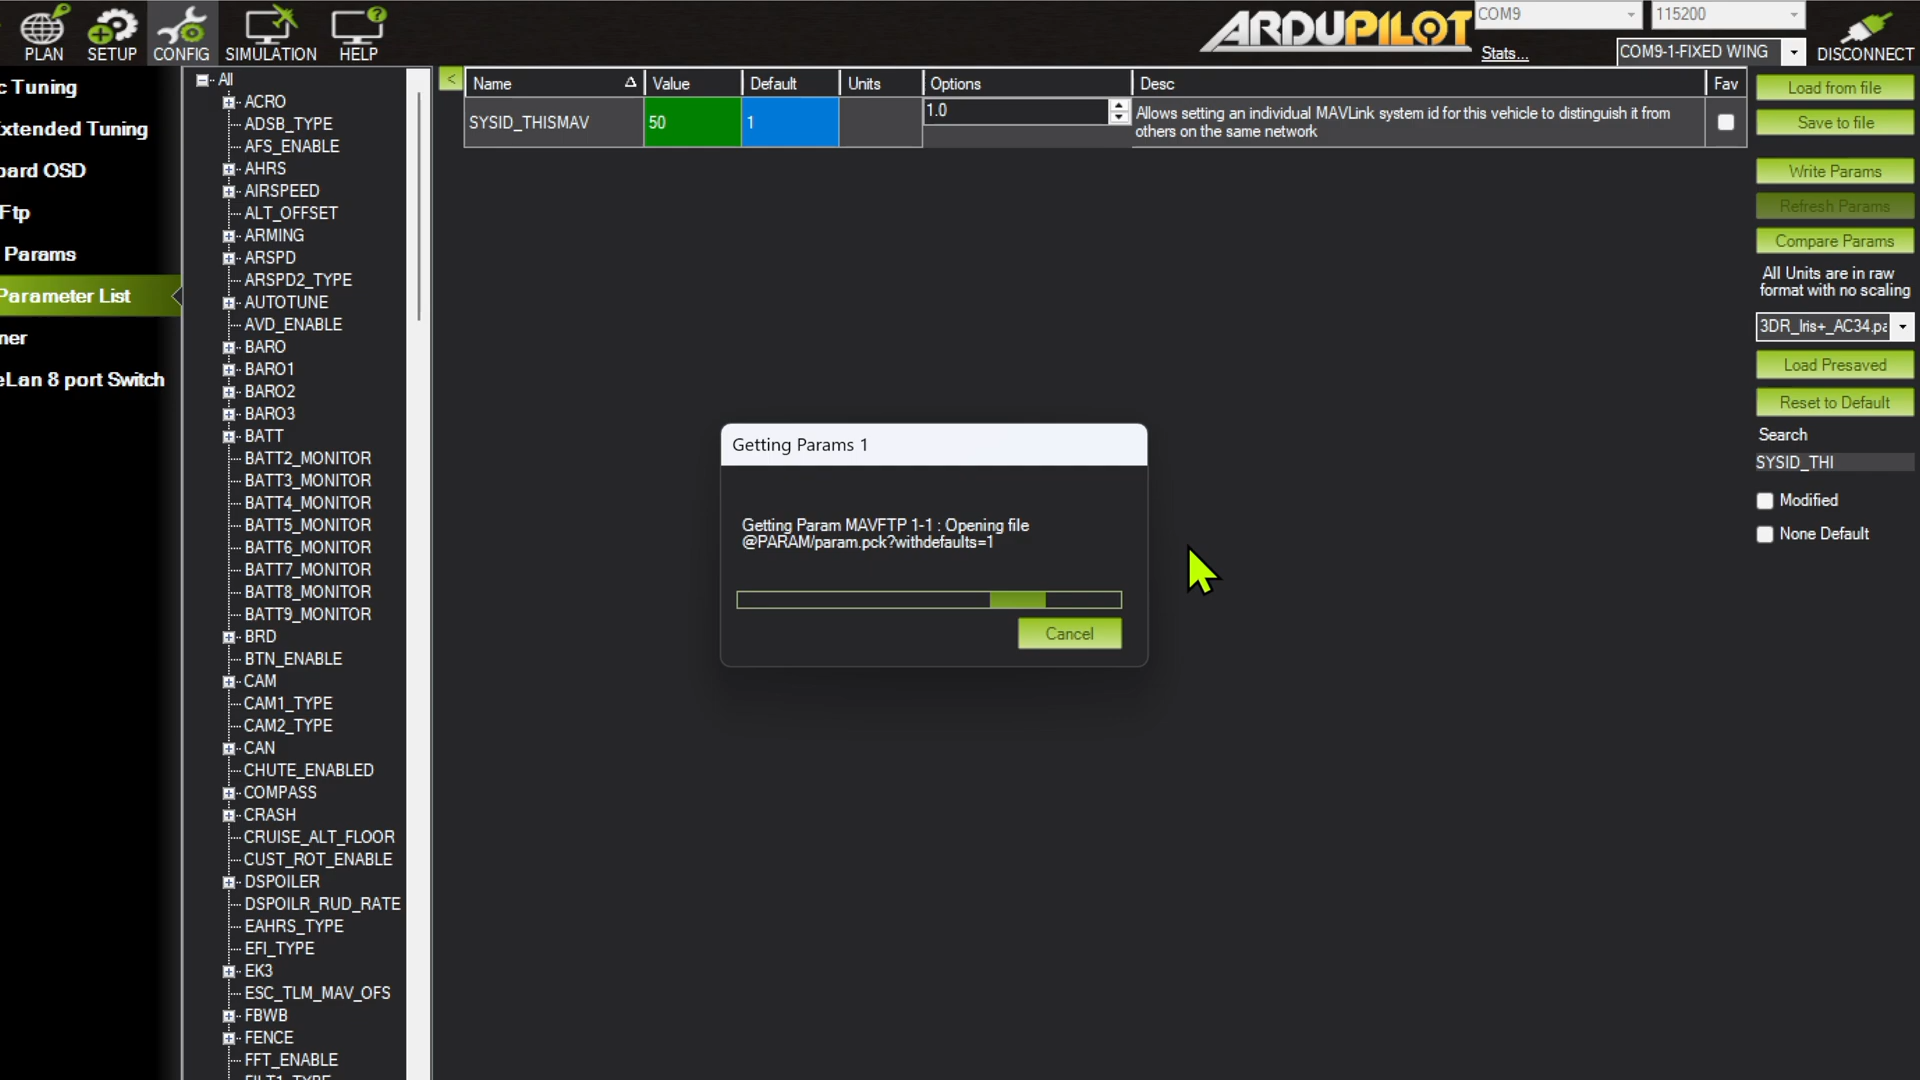 PLAN
SETUP
CONFIG
SIMULATION
HELP
ARDUPILOT
COM9
115200
Stats...
COM9-1-FIXED WING
DISCONNECT
c Tuning
xtended Tuning
oard OSD
Ftp
Params
Parameter List
ner
eLan 8 port Switch
All
ACRO
ADSB_TYPE
AFS_ENABLE
AHRS
AIRSPEED
ALT_OFFSET
ARMING
ARSPD
ARSPD2_TYPE
AUTOTUNE
AVD_ENABLE
BARO
BARO1
BARO2
BARO3
BATT
BATT2_MONITOR
BATT3_MONITOR
BATT4_MONITOR
BATT5_MONITOR
BATT6_MONITOR
BATT7_MONITOR
BATT8_MONITOR
BATT9_MONITOR
BRD
BTN_ENABLE
CAM
CAM1_TYPE
CAM2_TYPE
CAN
CHUTE_ENABLED
COMPASS
CRASH
CRUISE_ALT_FLOOR
CUST_ROT_ENABLE
DSPOILER
DSPOILR_RUD_RATE
EAHRS_TYPE
EFI_TYPE
EK3
ESC_TLM_MAV_OFS
FBWB
FENCE
FFT_ENABLE
FILT1_TYPE
<
Name Value Default Units Options Desc Fav
SYSID_THISMAV 50 1 1.0 Allows setting an individual MAVLink system id for this vehicle to distinguish it from
others on the same network
Getting Params 1
Getting Param MAVFTP 1-1 : Opening file
@PARAM/param.pck?withdefaults=1
Cancel
Load from file
Save to file
Write Params
Refresh Params
Compare Params
All Units are in raw
format with no scaling
3DR_Iris+_AC34.pa
Load Presaved
Reset to Default
Search
SYSID_THI
Modified
None Default